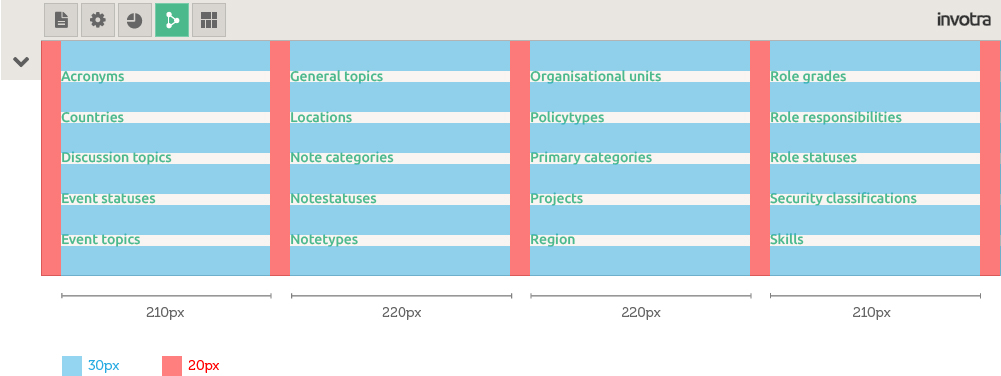 invotra
Acronyms
General topics
Organisational units
Role grades
Countries
Locations
Policytypes
Role responsibilities
Discussion topics
Note categories
Primary categories
Role statuses
Event statuses
Notestatuses
Projects
Security classifications
Event topics
Notetypes
Region
Skills
210px
220px
220px
210px
30px
20px